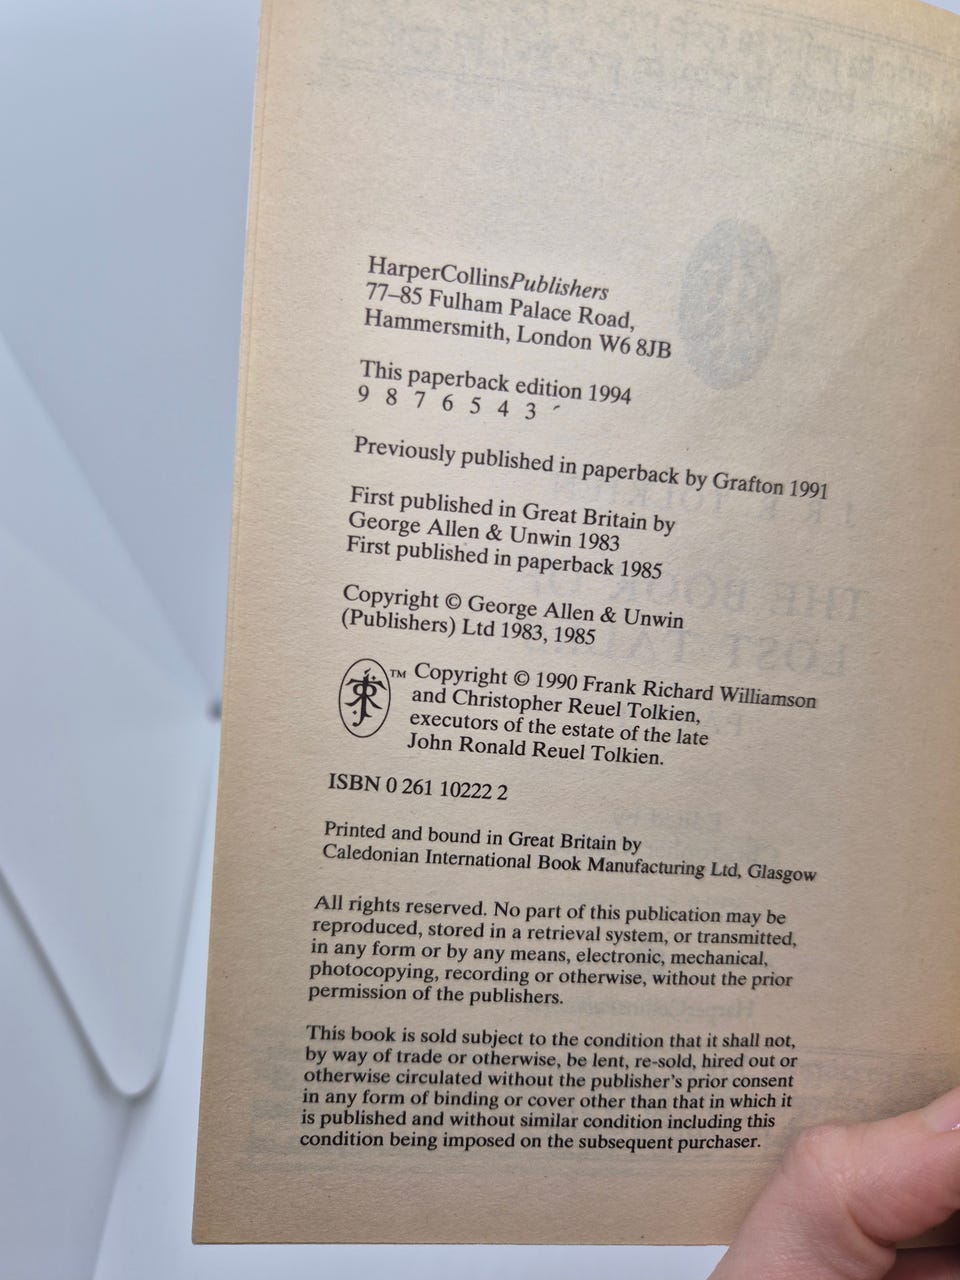 HarperCollinsPublishers
77–85 Fulham Palace Road,
Hammersmith, London W6 8JB
This paperback edition 1994
9 8 7 6 5 4 3
Previously published in paperback by Grafton 1991
First published in Great Britain by
George Allen & Unwin 1983
First published in paperback 1985
Copyright © George Allen & Unwin
(Publishers) Ltd 1983, 1985
™ Copyright © 1990 Frank Richard Williamson
and Christopher Reuel Tolkien,
executors of the estate of the late
John Ronald Reuel Tolkien.
ISBN 0 261 10222 2
Printed and bound in Great Britain by
Caledonian International Book Manufacturing Ltd, Glasgow
All rights reserved. No part of this publication may be
reproduced, stored in a retrieval system, or transmitted,
in any form or by any means, electronic, mechanical,
photocopying, recording or otherwise, without the prior
permission of the publishers.
This book is sold subject to the condition that it shall not,
by way of trade or otherwise, be lent, re-sold, hired out or
otherwise circulated without the publisher's prior consent
in any form of binding or cover other than that in which it
is published and without similar condition including this
condition being imposed on the subsequent purchaser.